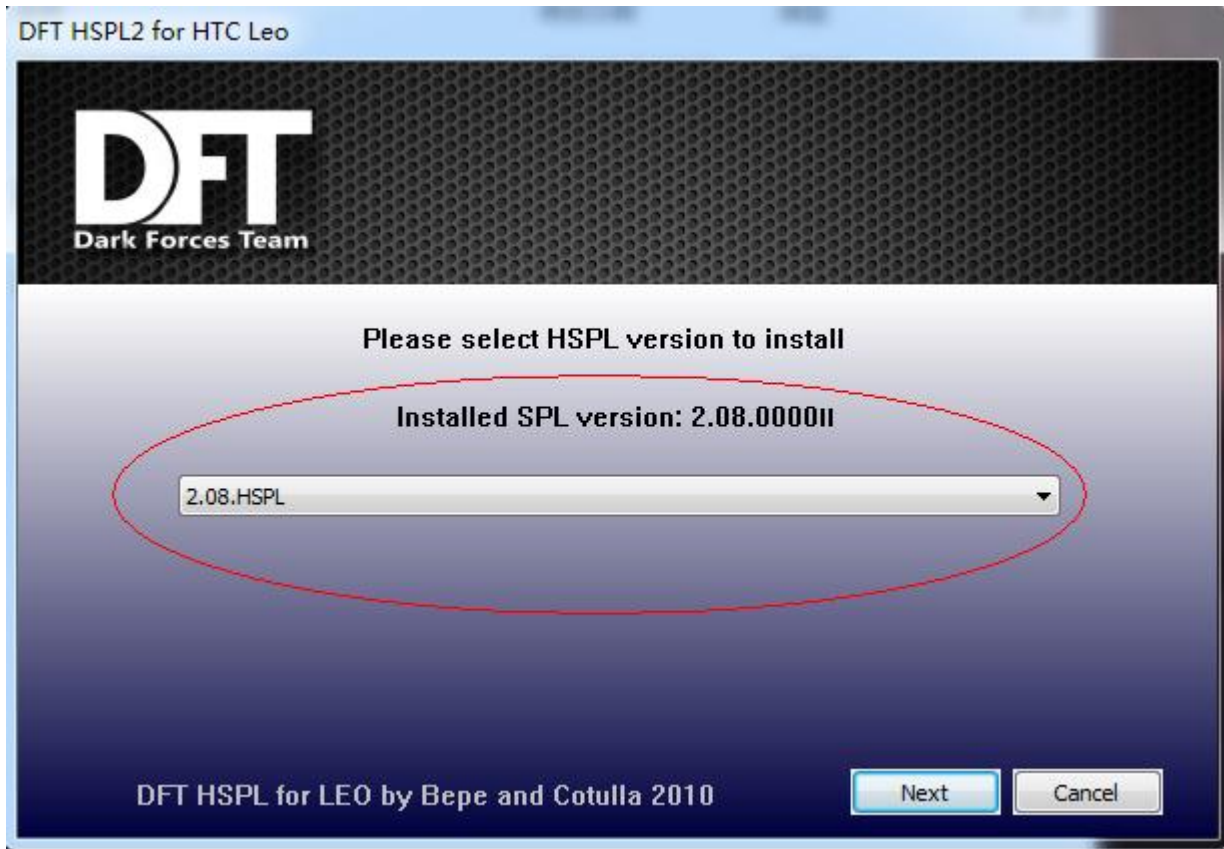 DFT HSPL2 for HTC Leo
DFT
Dark Forces Team
Please select HSPL version to install
Installed SPL version: 2.08.0000II
2.08.HSPL
DFT HSPL for LEO by Bepe and Cotulla 2010
Next
Cancel